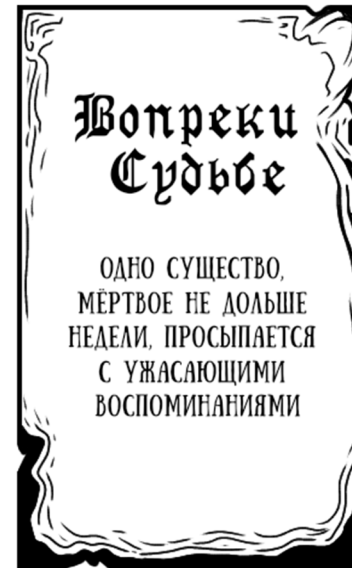 Вопреки
Судьбе
ОДНО СУЩЕСТВО,
МЁРТВОЕ НЕ ДОЛЬШЕ
НЕДЕЛИ, ПРОСЫПАЕТСЯ
С УЖАСАЮЩИМИ
ВОСПОМИНАНИЯМИ